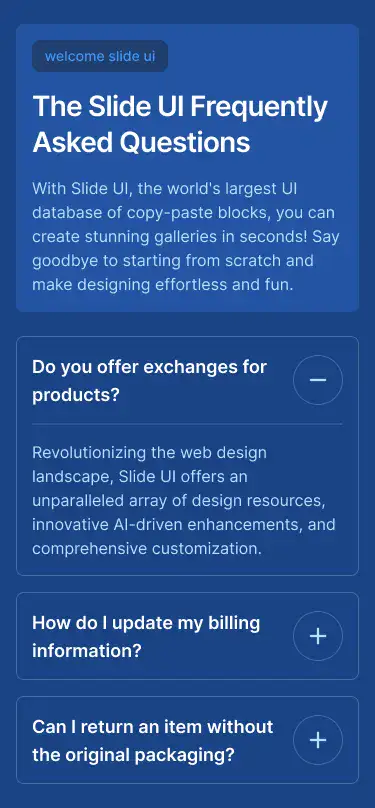 welcome slide ui
The Slide UI Frequently
Asked Questions
With Slide UI, the world's largest UI
database of copy-paste blocks, you can
create stunning galleries in seconds! Say
goodbye to starting from scratch and
make designing effortless and fun.
Do you offer exchanges for
products?
Revolutionizing the web design
landscape, Slide UI offers an
unparalleled array of design resources,
innovative AI-driven enhancements, and
comprehensive customization.
How do I update my billing
information?
Can I return an item without
the original packaging?